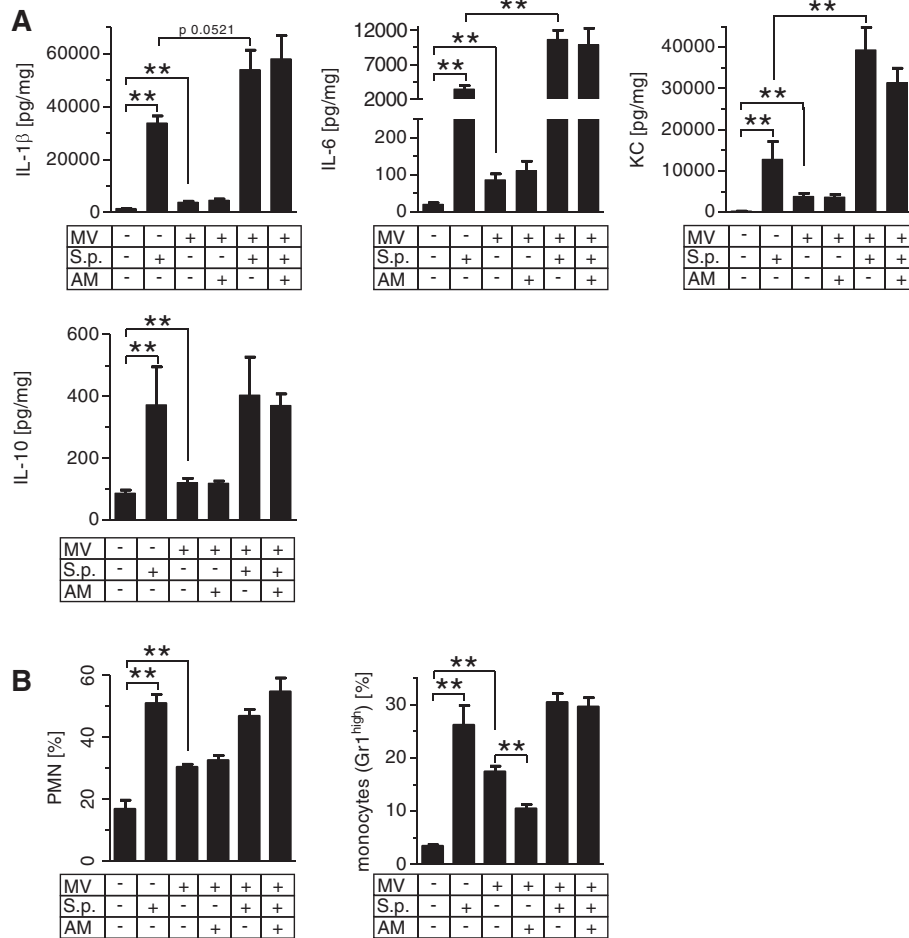 A
IL-1β [pg/mg]
60000
40000
20000
0
p 0.0521
**
**
MV - - + + + +
S.p. - + - - + +
AM - - - + - +
IL-6 [pg/mg]
12000
7000
2000
200
100
0
**
**
**
MV - - + + + +
S.p. - + - - + +
AM - - - + - +
KC [pg/mg]
40000
30000
20000
10000
0
**
**
**
MV - - + + + +
S.p. - + - - + +
AM - - - + - +
IL-10 [pg/mg]
600
400
200
0
**
**
MV - - + + + +
S.p. - + - - + +
AM - - - + - +
B
PMN [%]
60
40
20
0
**
**
MV - - + + + +
S.p. - + - - + +
AM - - - + - +
monocytes (Gr1high) [%]
30
20
10
0
**
**
**
MV - - + + + +
S.p. - + - - + +
AM - - - + - +